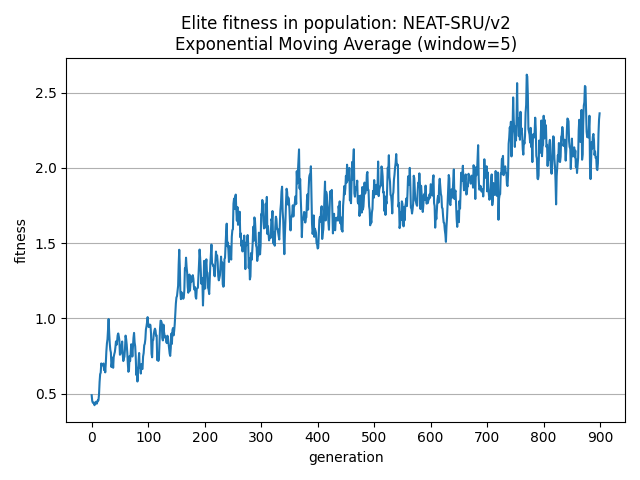 Elite fitness in population: NEAT-SRU/v2
Exponential Moving Average (window=5)
fitness
2.5
2.0
1.5
1.0
0.5
0 100 200 300 400 500 600 700 800 900
generation